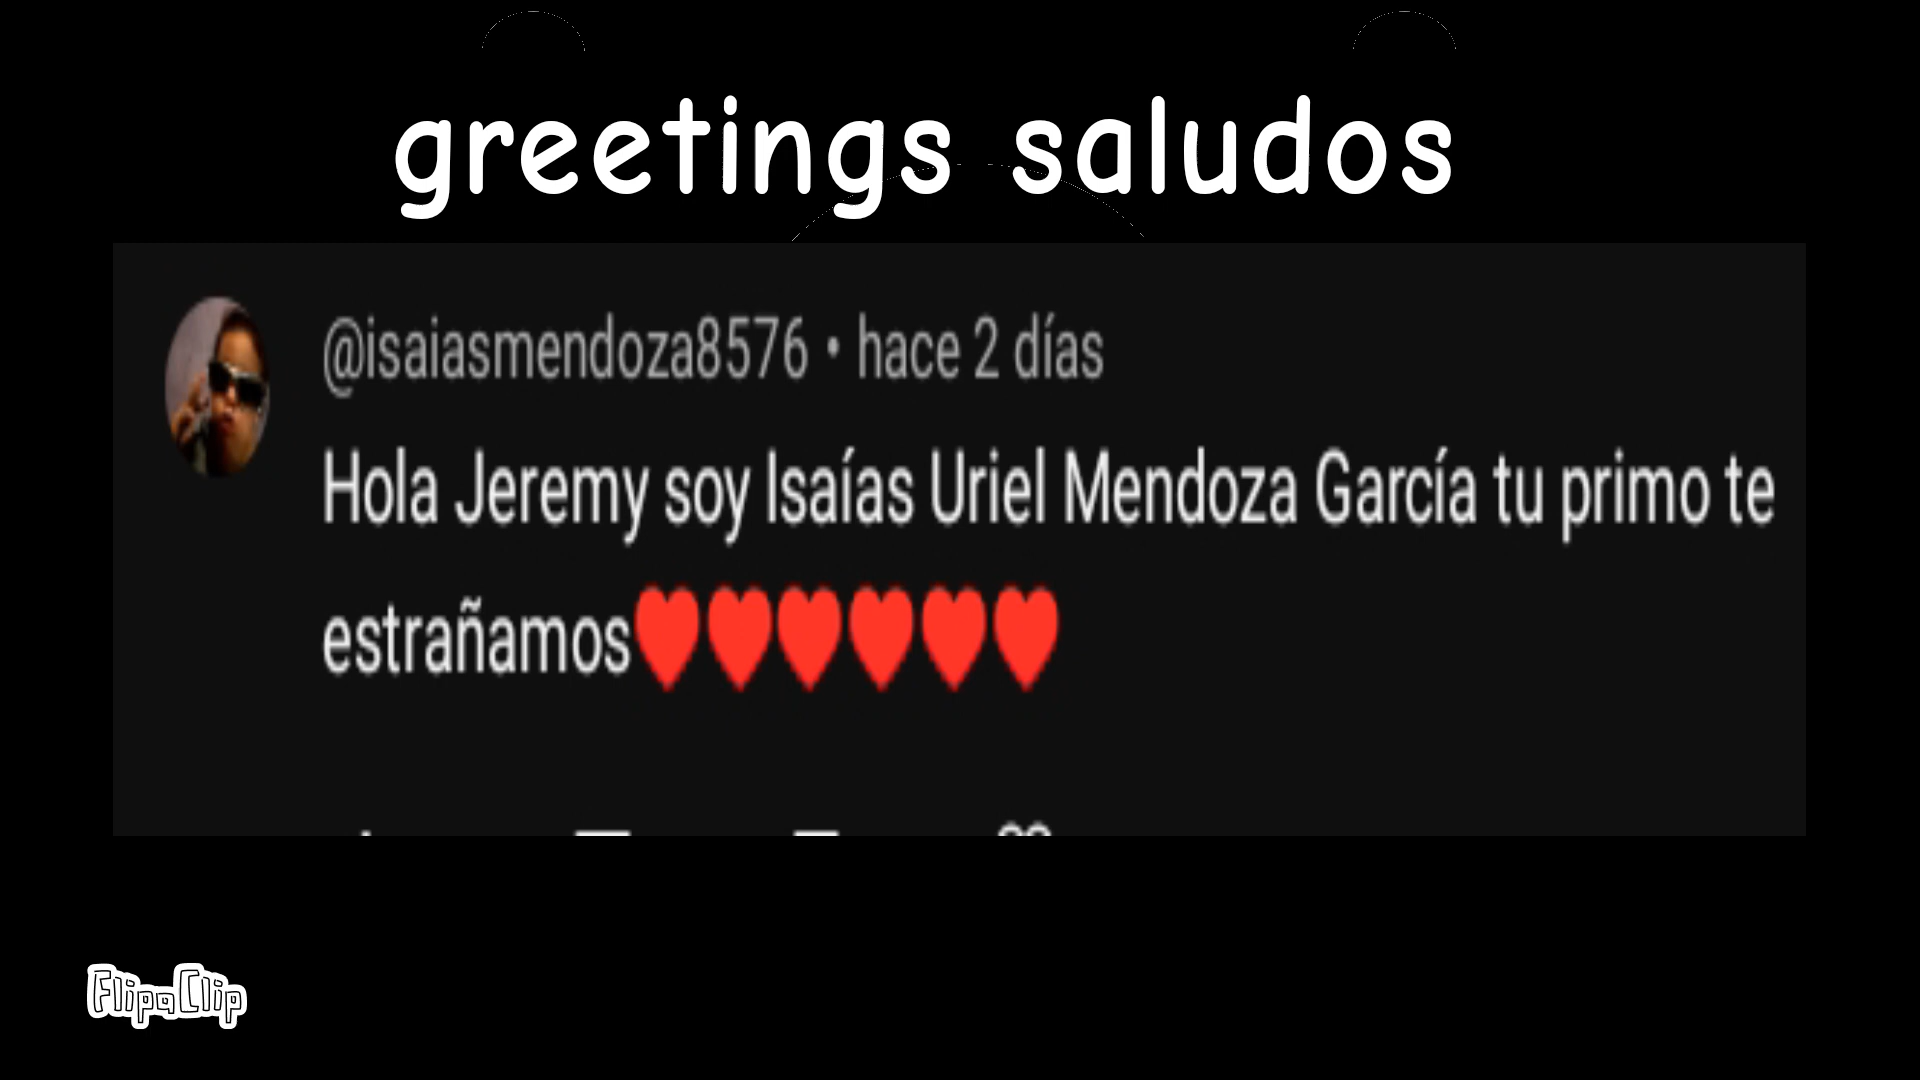 greetings saludos
@isaiasmendoza8576 • hace 2 días
Hola Jeremy soy Isaías Uriel Mendoza García tu primo te
estrañamos♥♥♥♥♥♥
FlipaClip